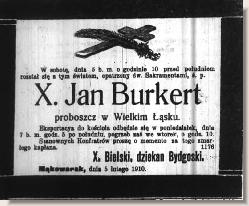 W sobotę, dnia 5 b. m. o godzinie 10 przed południem
rozstał się z tym światem, opatrzony św. Sakramentami, ś. p.
X. Jan Burkert
proboszcz w Wielkim Łąsku.
Eksportacya do kościoła odbędzie się w poniedziałek, dnia
7 b. m. godz. 5 po południu, pogrzeb zaś we wtorek, o godz. 10.
Szanownych Konfratrów proszę o memento za tego zmar-
łego kapłana. 1176
X. Bielski, dziekan Bydgoski.
Mąkowarsk, dnia 5 lutego 1910.